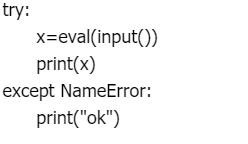 try:
    x=eval(input())
    print(x)
except NameError:
    print("ok")